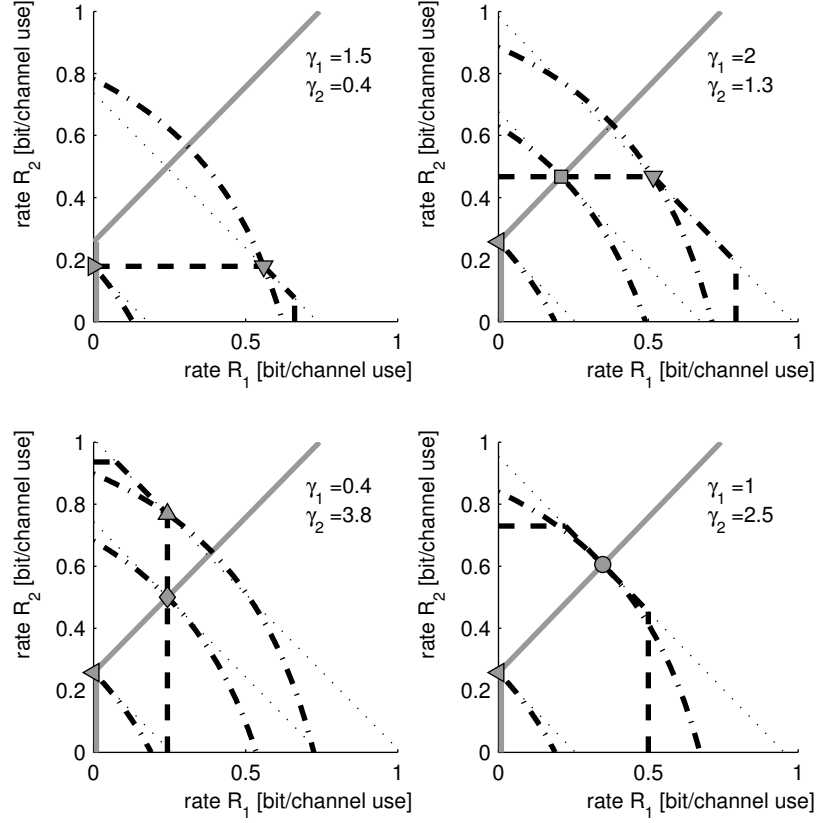 1
γ1 =1.5
γ2 =0.4
0.8
0.6
0.4
0.2
0
0 0.5 1
rate R1 [bit/channel use]
rate R2 [bit/channel use]
1
γ1 =2
γ2 =1.3
0.8
0.6
0.4
0.2
0
0 0.5 1
rate R1 [bit/channel use]
rate R2 [bit/channel use]
1
γ1 =0.4
γ2 =3.8
0.8
0.6
0.4
0.2
0
0 0.5 1
rate R1 [bit/channel use]
rate R2 [bit/channel use]
1
γ1 =1
γ2 =2.5
0.8
0.6
0.4
0.2
0
0 0.5 1
rate R1 [bit/channel use]
rate R2 [bit/channel use]